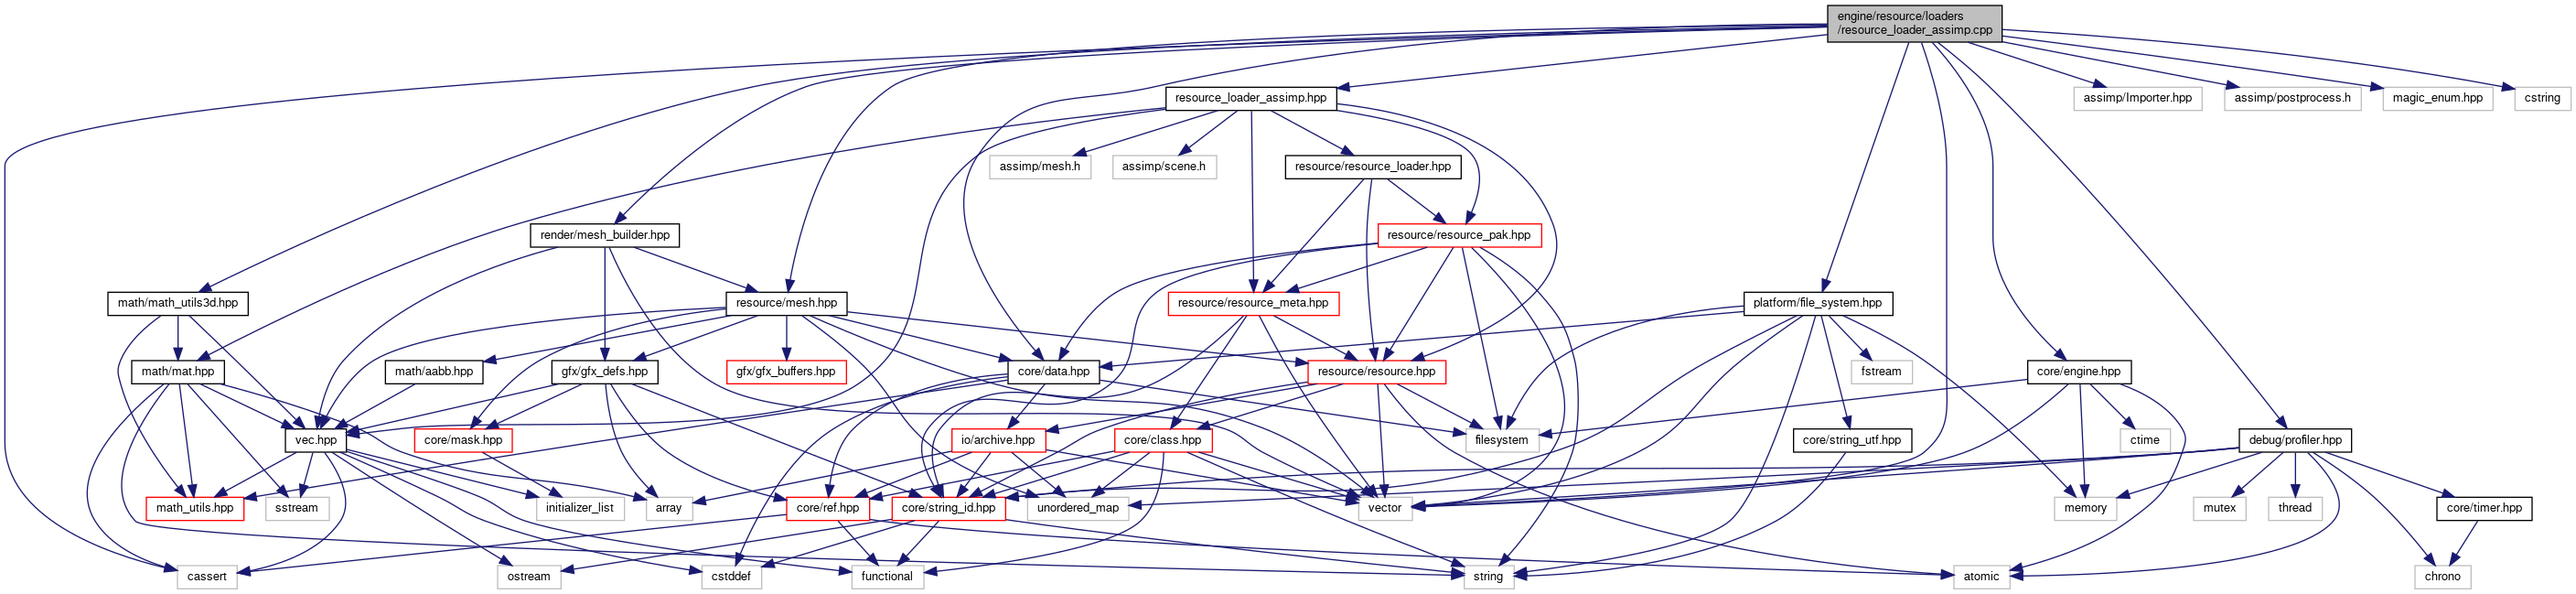 engine/resource/loaders
/resource_loader_assimp.cpp
resource_loader_assimp.hpp
assimp/Importer.hpp
assimp/postprocess.h
magic_enum.hpp
cstring
assimp/mesh.h
assimp/scene.h
resource/resource_loader.hpp
render/mesh_builder.hpp
resource/resource_pak.hpp
math/math_utils3d.hpp
resource/mesh.hpp
resource/resource_meta.hpp
platform/file_system.hpp
math/mat.hpp
math/aabb.hpp
gfx/gfx_defs.hpp
gfx/gfx_buffers.hpp
core/data.hpp
resource/resource.hpp
fstream
core/engine.hpp
vec.hpp
core/mask.hpp
io/archive.hpp
core/class.hpp
filesystem
core/string_utf.hpp
ctime
debug/profiler.hpp
math_utils.hpp
sstream
initializer_list
array
core/ref.hpp
core/string_id.hpp
unordered_map
vector
memory
mutex
thread
core/timer.hpp
cassert
ostream
cstddef
functional
string
atomic
chrono